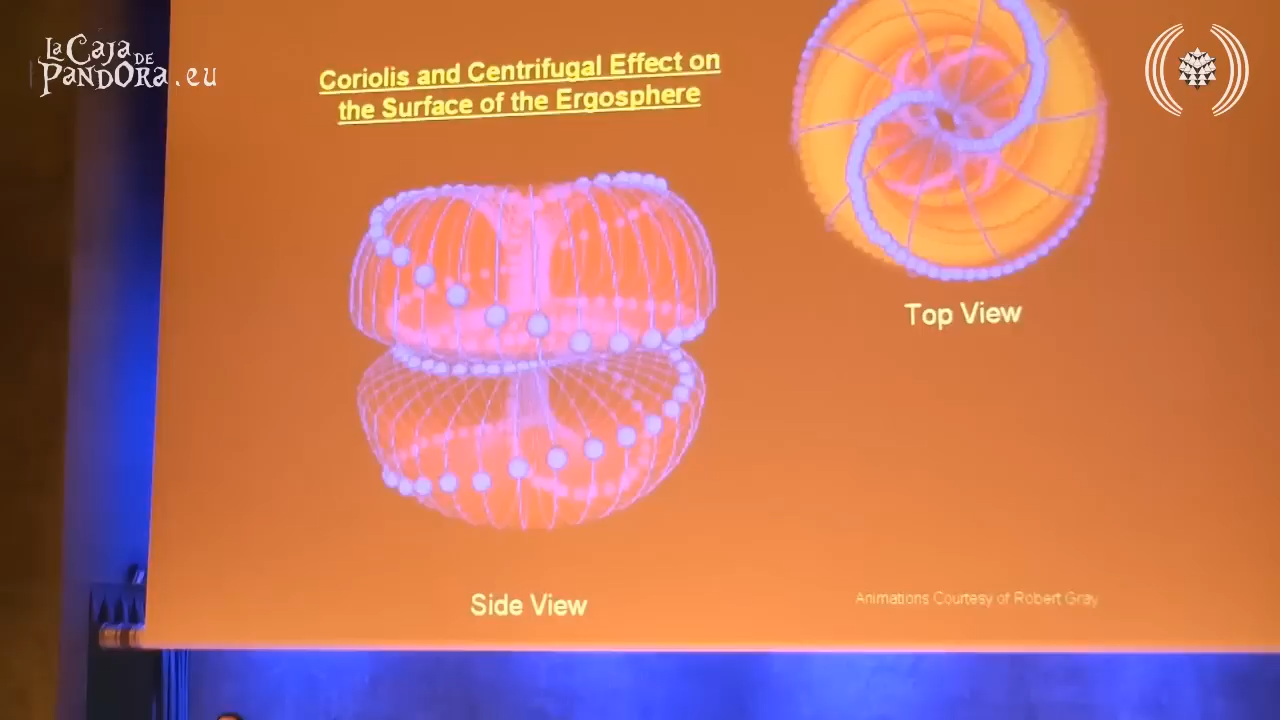 La Caja
de
Pandora.eu
Coriolis and Centrifugal Effect on
the Surface of the Ergosphere
Top View
Side View
Animations Courtesy of Robert Gray